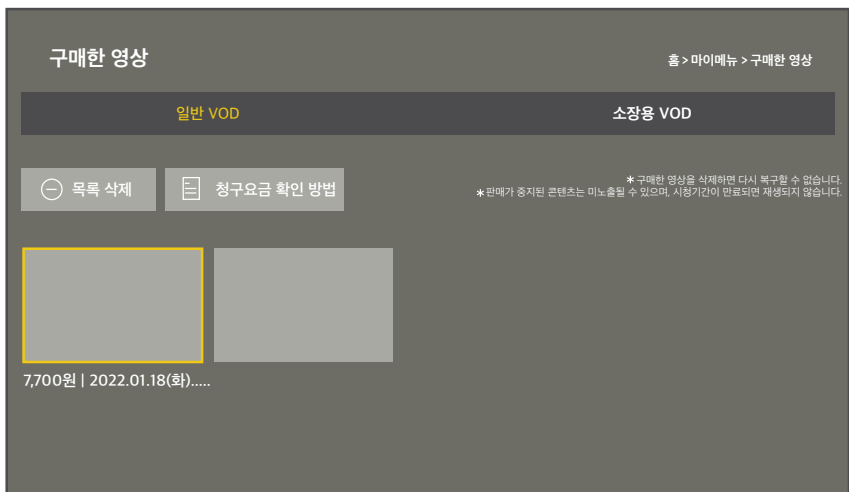 구매한 영상
홈 > 마이메뉴 > 구매한 영상
일반 VOD
소장용 VOD
목록 삭제
청구요금 확인 방법
* 구매한 영상을 삭제하면 다시 복구할 수 없습니다.
* 판매가 중지된 콘텐츠는 미노출될 수 있으며, 시청기간이 만료되면 재생되지 않습니다.
7,700원 | 2022.01.18(화).....